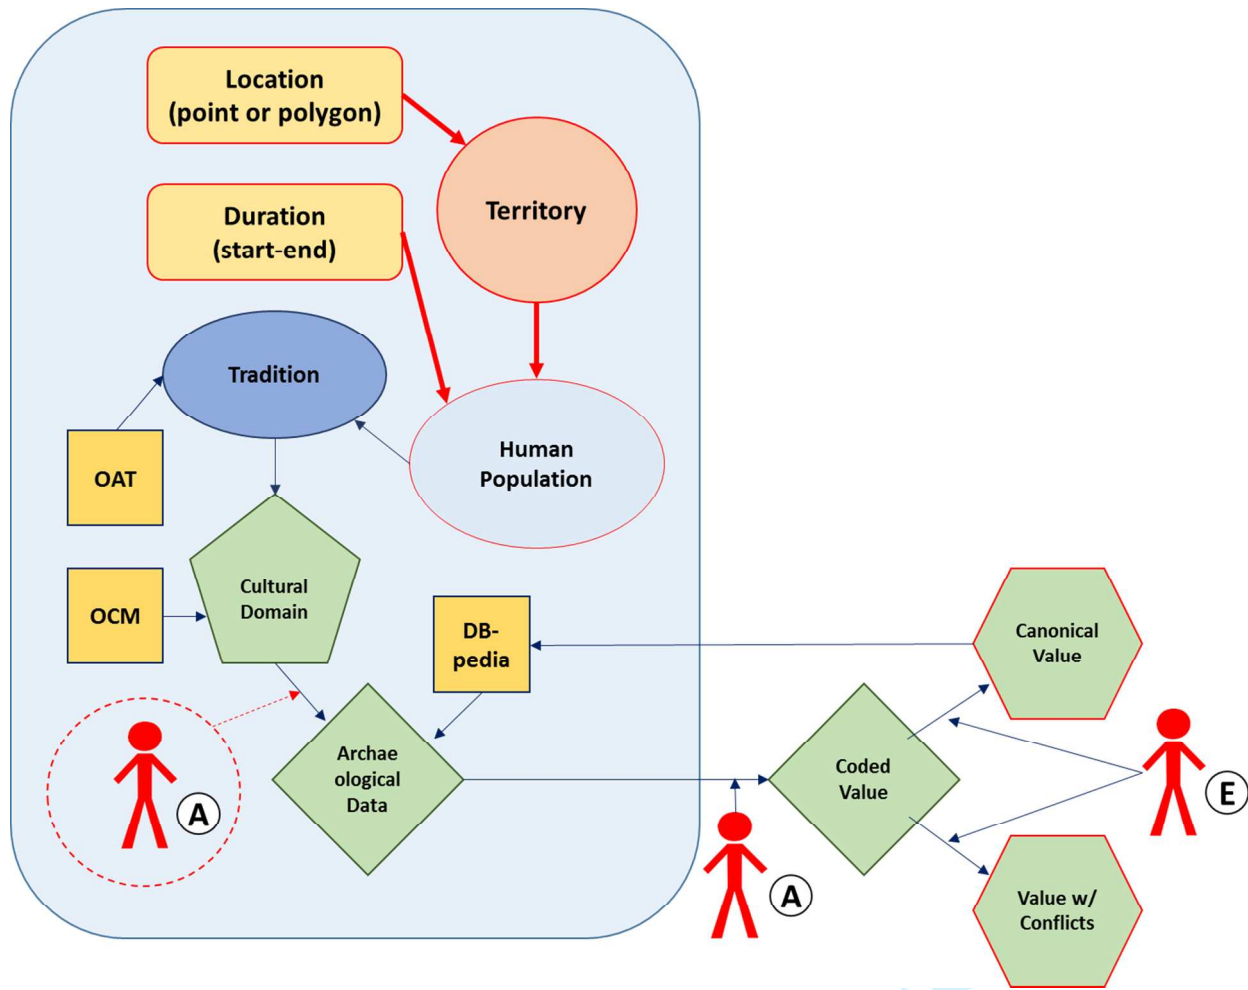 Location
(point or polygon)
Territory
Duration
(start-end)
Tradition
Human
Population
OAT
Cultural
Domain
OCM
DB-
pedia
Canonical
Value
Archae
ological
Data
Coded
Value
A
E
A
Value w/
Conflicts